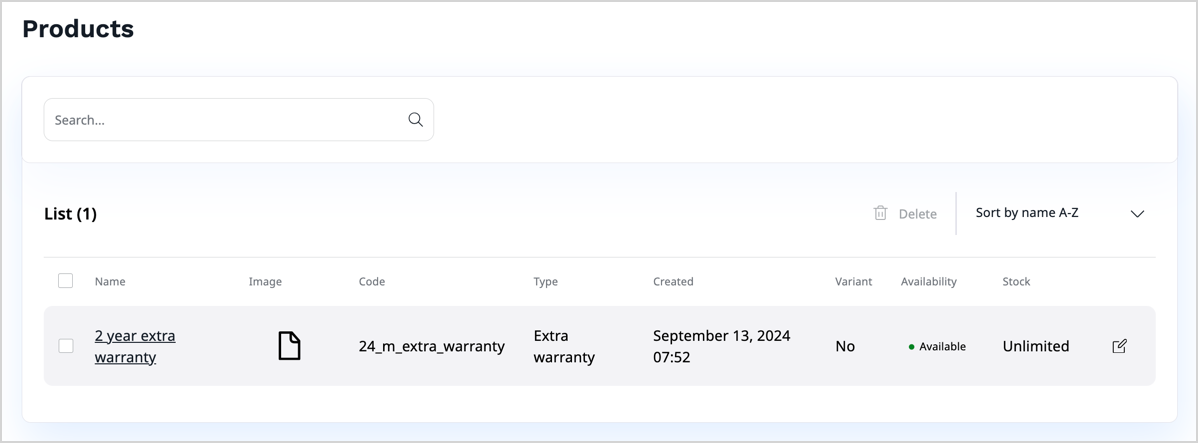 Products
Search...
List (1)
Delete
Sort by name A-Z
Name Image Code Type Created Variant Availability Stock
2 year extra warranty
24_m_extra_warranty
Extra warranty
September 13, 2024 07:52
No
Available
Unlimited